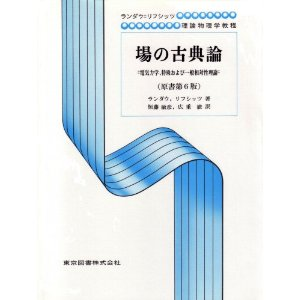 ランダウ=リフシッツ
理論物理学教程
場の古典論
-電気力学,特殊および一般相対性理論-
(原書第6版)
ランダウ, リフシッツ 著
恒藤 敏彦, 広重 徹 訳
東京図書株式会社